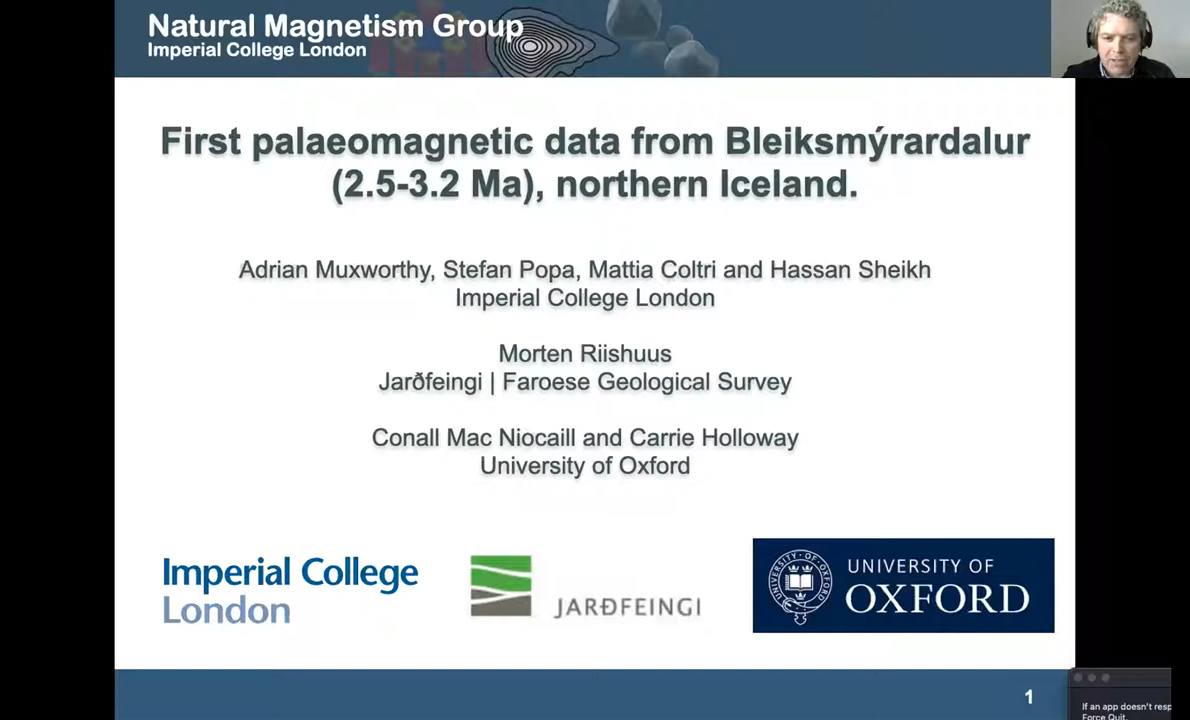 Natural Magnetism Group
Imperial College London
First palaeomagnetic data from Bleiksmýrardalur
(2.5-3.2 Ma), northern Iceland.
Adrian Muxworthy, Stefan Popa, Mattia Coltri and Hassan Sheikh
Imperial College London
Morten Riishuus
Jarðfeingi | Faroese Geological Survey
Conall Mac Niocaill and Carrie Holloway
University of Oxford
Imperial College
London
JARÐFEINGI
UNIVERSITY OF
OXFORD
1
If an app doesn't resp
Force Quit.